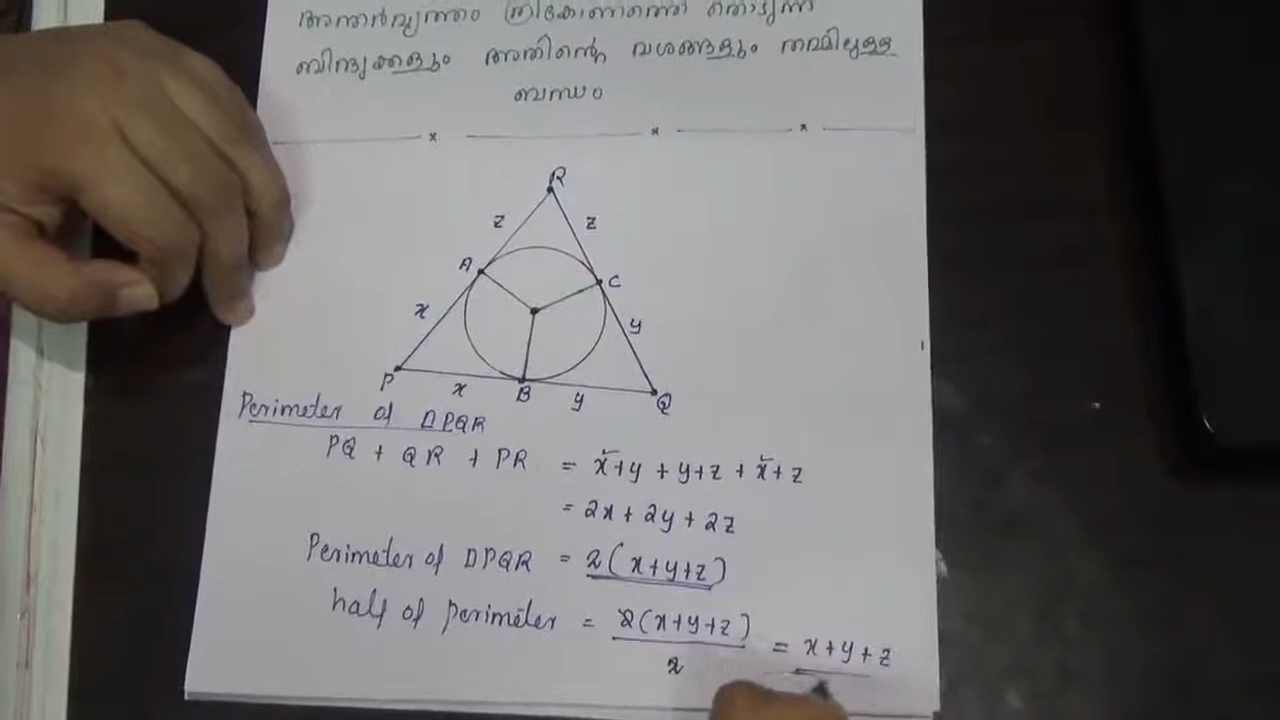 അന്തർവൃത്തം ത്രികോണത്തെ തൊടുന്ന
ബിന്ദുക്കളും അതിന്റെ വശങ്ങളും തമ്മിലുള്ള
ബന്ധം
R
z z
A C
x y
P x B y Q
Perimeter of ΔPQR
PQ + QR + PR = x+y + y+z + x+z
= 2x + 2y + 2z
Perimeter of ΔPQR = 2(x+y+z)
half of perimeter = 2(x+y+z) / 2 = x+y+z